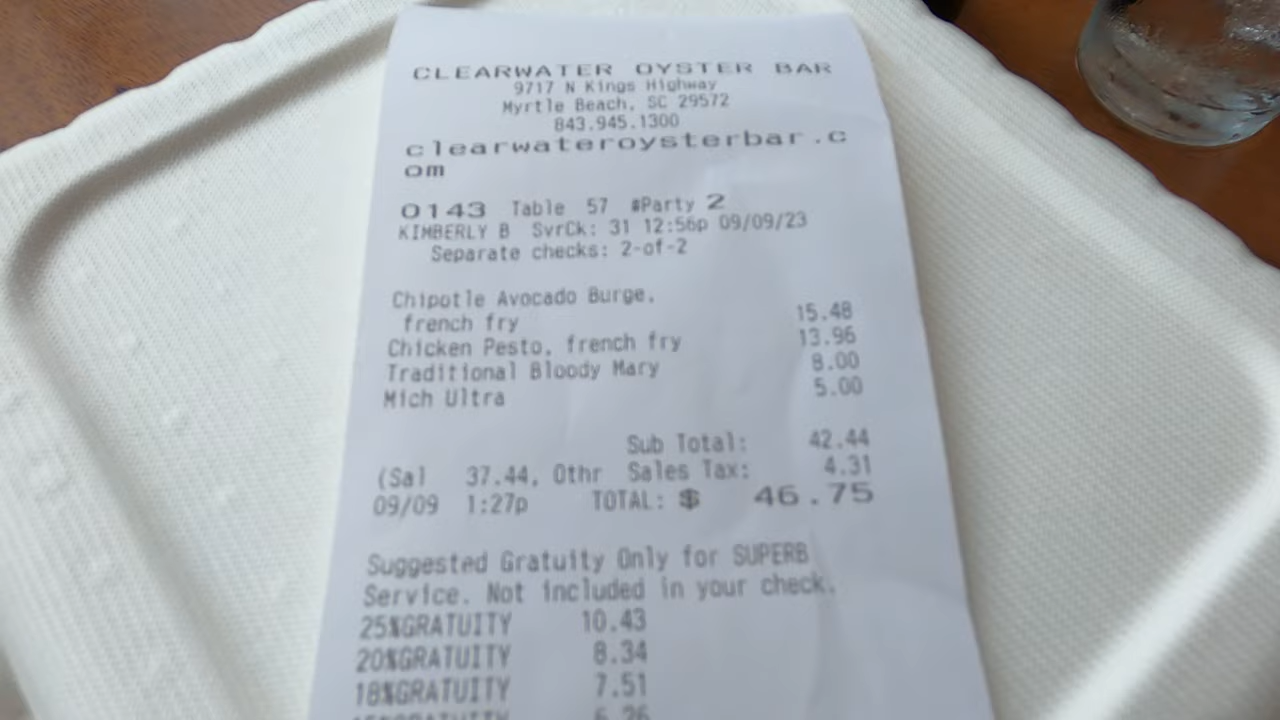 CLEARWATER OYSTER BAR
9717 N Kings Highway
Myrtle Beach, SC 29572
843.945.1300
clearwateroysterbar.c
om
0143 Table 57 #Party 2
KIMBERLY B SvrCk: 31 12:56p 09/09/23
Separate checks: 2-of-2
Chipotle Avocado Burge,
french fry 15.48
Chicken Pesto, french fry 13.96
Traditional Bloody Mary 8.00
Mich Ultra 5.00
Sub Total: 42.44
(Sal 37.44, Othr Sales Tax: 4.31
09/09 1:27p TOTAL: $ 46.75
Suggested Gratuity Only for SUPERB
Service. Not included in your check.
25%GRATUITY 10.43
20%GRATUITY 8.34
18%GRATUITY 7.51
15%GRATUITY 6.26